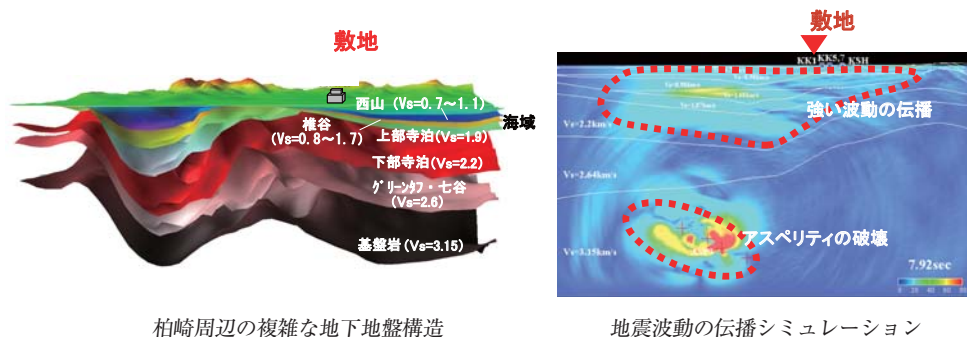 敷地
西山 (Vs=0.7～1.1)
海域
椎谷
(Vs=0.8～1.7)
上部寺泊(Vs=1.9)
下部寺泊(Vs=2.2)
グリーンタフ・七谷
(Vs=2.6)
基盤岩(Vs=3.15)
柏崎周辺の複雑な地下地盤構造
敷地
KK1 KK5,7 KSH
強い波動の伝播
Vs=2.2km/s
Vs=2.64km/s
アスペリティの破壊
Vs=3.15km/s
7.92sec
0 20 40 60 80
地震波動の伝播シミュレーション